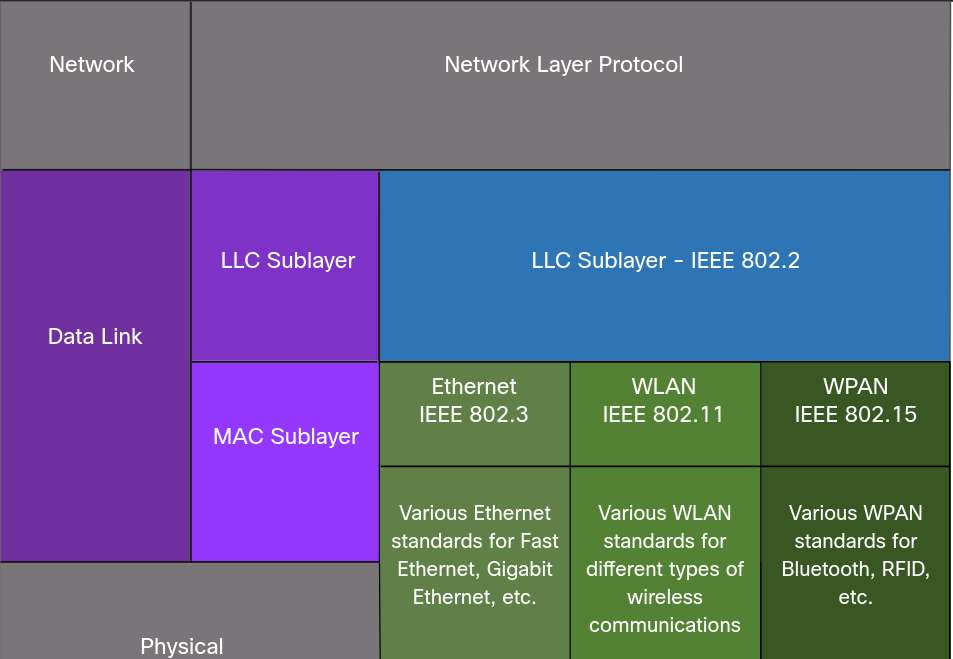 Network
Network Layer Protocol
LLC Sublayer
LLC Sublayer - IEEE 802.2
Data Link
MAC Sublayer
Ethernet
IEEE 802.3
WLAN
IEEE 802.11
WPAN
IEEE 802.15
Various Ethernet
standards for Fast
Ethernet, Gigabit
Ethernet, etc.
Various WLAN
standards for
different types of
wireless
communications
Various WPAN
standards for
Bluetooth, RFID,
etc.
Physical